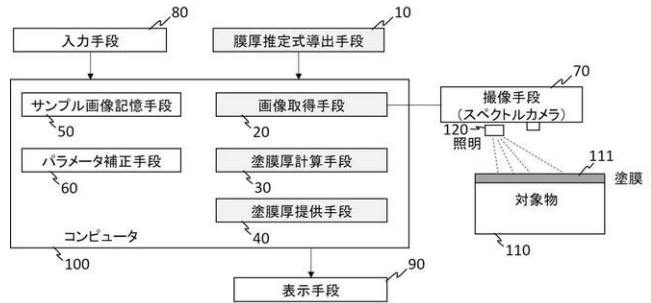 80
10
入力手段
膜厚推定式導出手段
70
サンプル画像記憶手段
画像取得手段
撮像手段
(スペクトルカメラ)
50
20
120
照明
パラメータ補正手段
塗膜厚計算手段
111
60
30
塗膜
対象物
塗膜厚提供手段
コンピュータ
40
100
110
90
表示手段